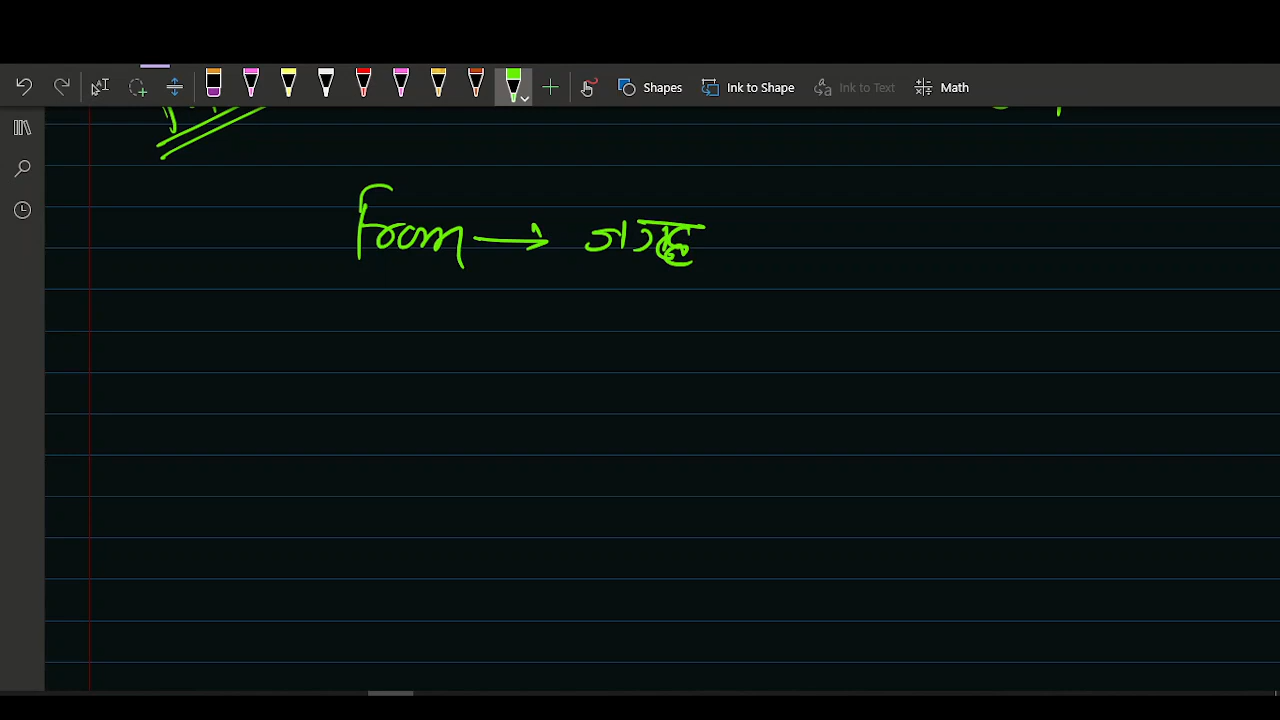 Ink to Shape
Shapes
Ink to Text
Math
From →